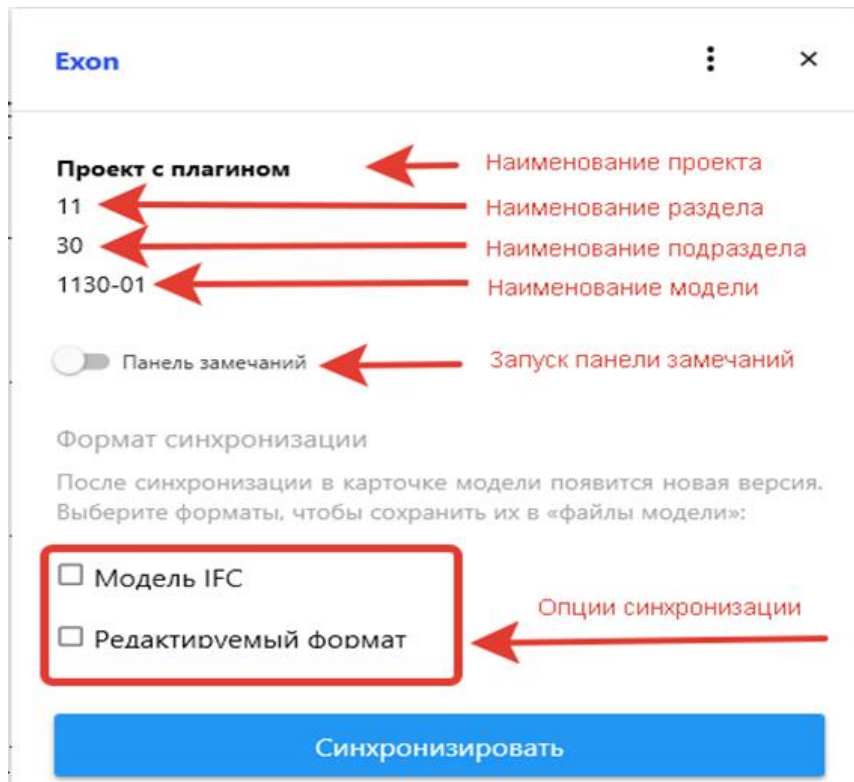 Exon
Проект с плагином
Наименование проекта
11
Наименование раздела
30
Наименование подраздела
1130-01
Наименование модели
Панель замечаний
Запуск панели замечаний
Формат синхронизации
После синхронизации в карточке модели появится новая версия.
Выберите форматы, чтобы сохранить их в «файлы модели»:
Модель IFC
Опции синхронизации
Редактируемый формат
Синхронизировать